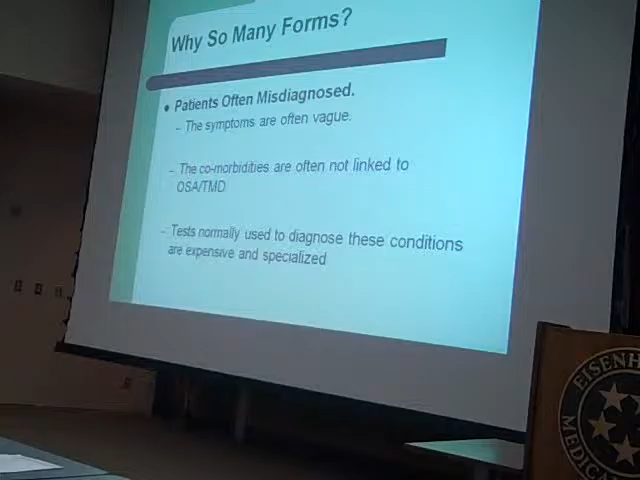 Why So Many Forms?
• Patients Often Misdiagnosed.
– The symptoms are often vague.
– The co-morbidities are often not linked to
OSA/TMD
– Tests normally used to diagnose these conditions
are expensive and specialized
EISENH
MEDICA